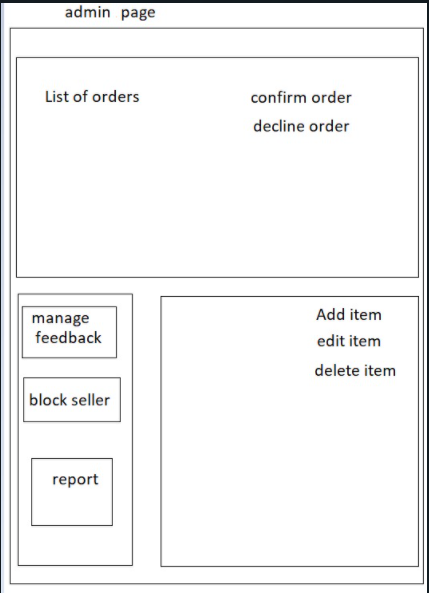 admin page
List of orders
confirm order
decline order
manage
feedback
block seller
report
Add item
edit item
delete item